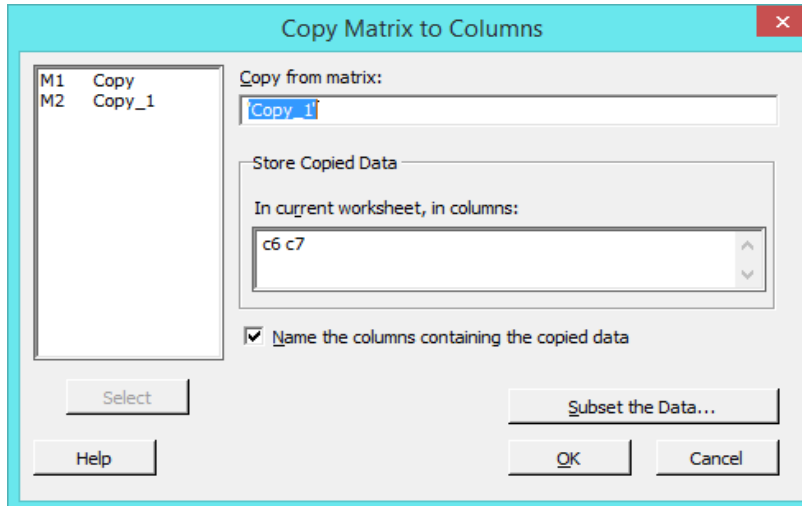 Copy Matrix to Columns
M1 Copy
M2 Copy_1
Copy from matrix:
'Copy_1'
Store Copied Data
In current worksheet, in columns:
c6 c7
Name the columns containing the copied data
Select
Subset the Data...
Help
OK
Cancel